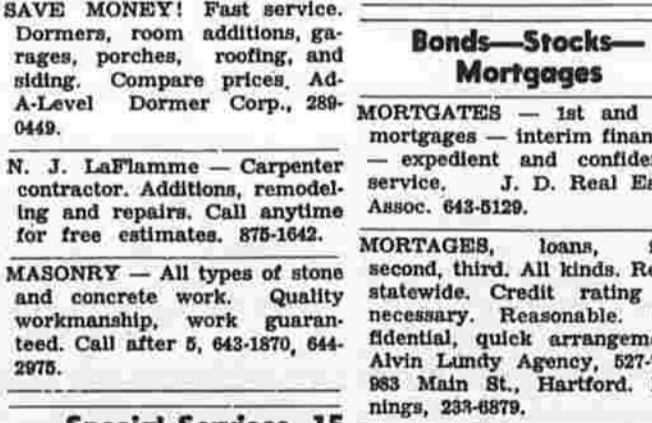 SAVE MONEY! Fast service.
Dormers, room additions, ga-
rages, porches, roofing, and
siding. Compare prices. Ad-
A-Level Dormer Corp., 289-
0449.
N. J. LaFlamme — Carpenter
contractor. Additions, remodel-
ing and repairs. Call anytime
for free estimates. 875-1642.
MASONRY — All types of stone
and concrete work. Quality
workmanship, work guaran-
teed. Call after 5, 643-1870, 644-
2975.
Special Services 15
Bonds—Stocks—
Mortgages
MORTGATES — 1st and
mortgages — interim finan
— expedient and confide
service. J. D. Real Es
Assoc. 643-5129.
MORTAGES, loans,
second, third. All kinds. Re
statewide. Credit rating
necessary. Reasonable.
fidential, quick arrangem
Alvin Lundy Agency, 527-
983 Main St., Hartford.
nings, 233-6879.